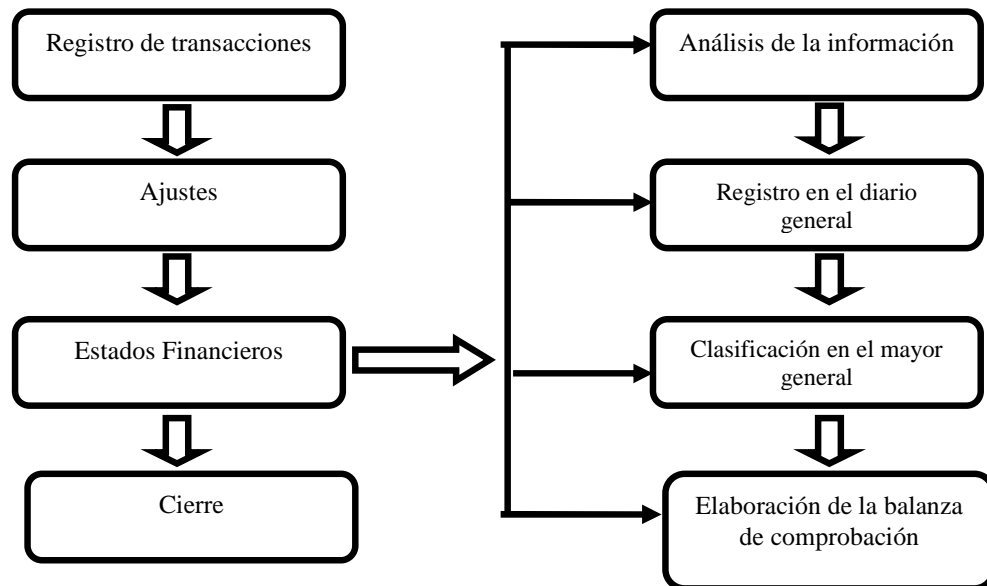 Registro de transacciones
Ajustes
Estados Financieros
Cierre
Análisis de la información
Registro en el diario
general
Clasificación en el mayor
general
Elaboración de la balanza
de comprobación